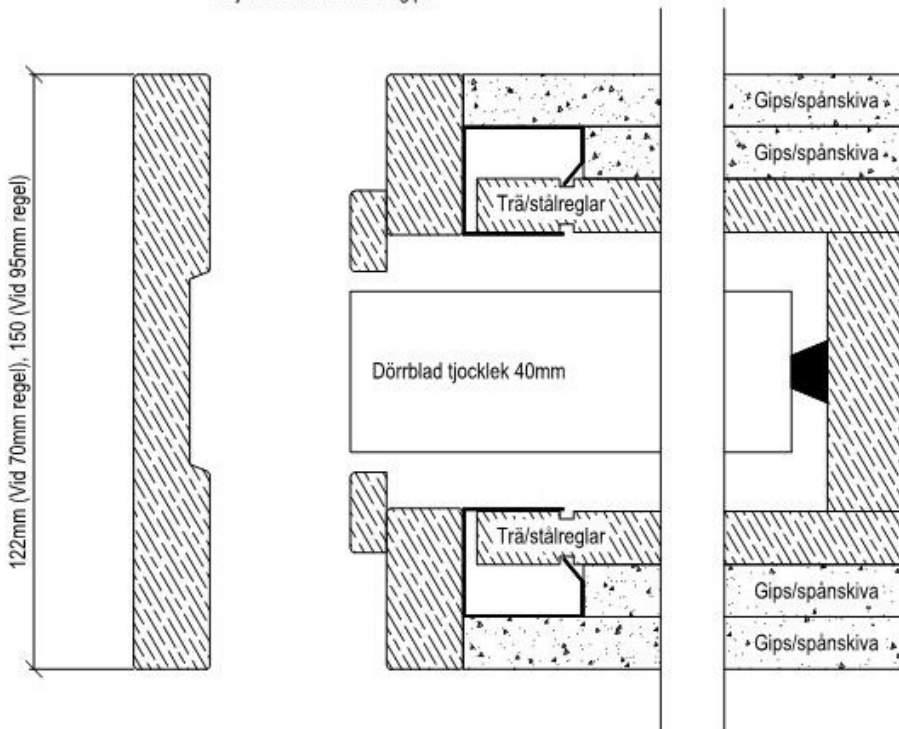 Gips/spånskiva
Gips/spånskiva
Trä/stålreglar
Dörrblad tjocklek 40mm
122mm (Vid 70mm regel), 150 (Vid 95mm regel)
Trä/stålreglar
Gips/spånskiva
Gips/spånskiva